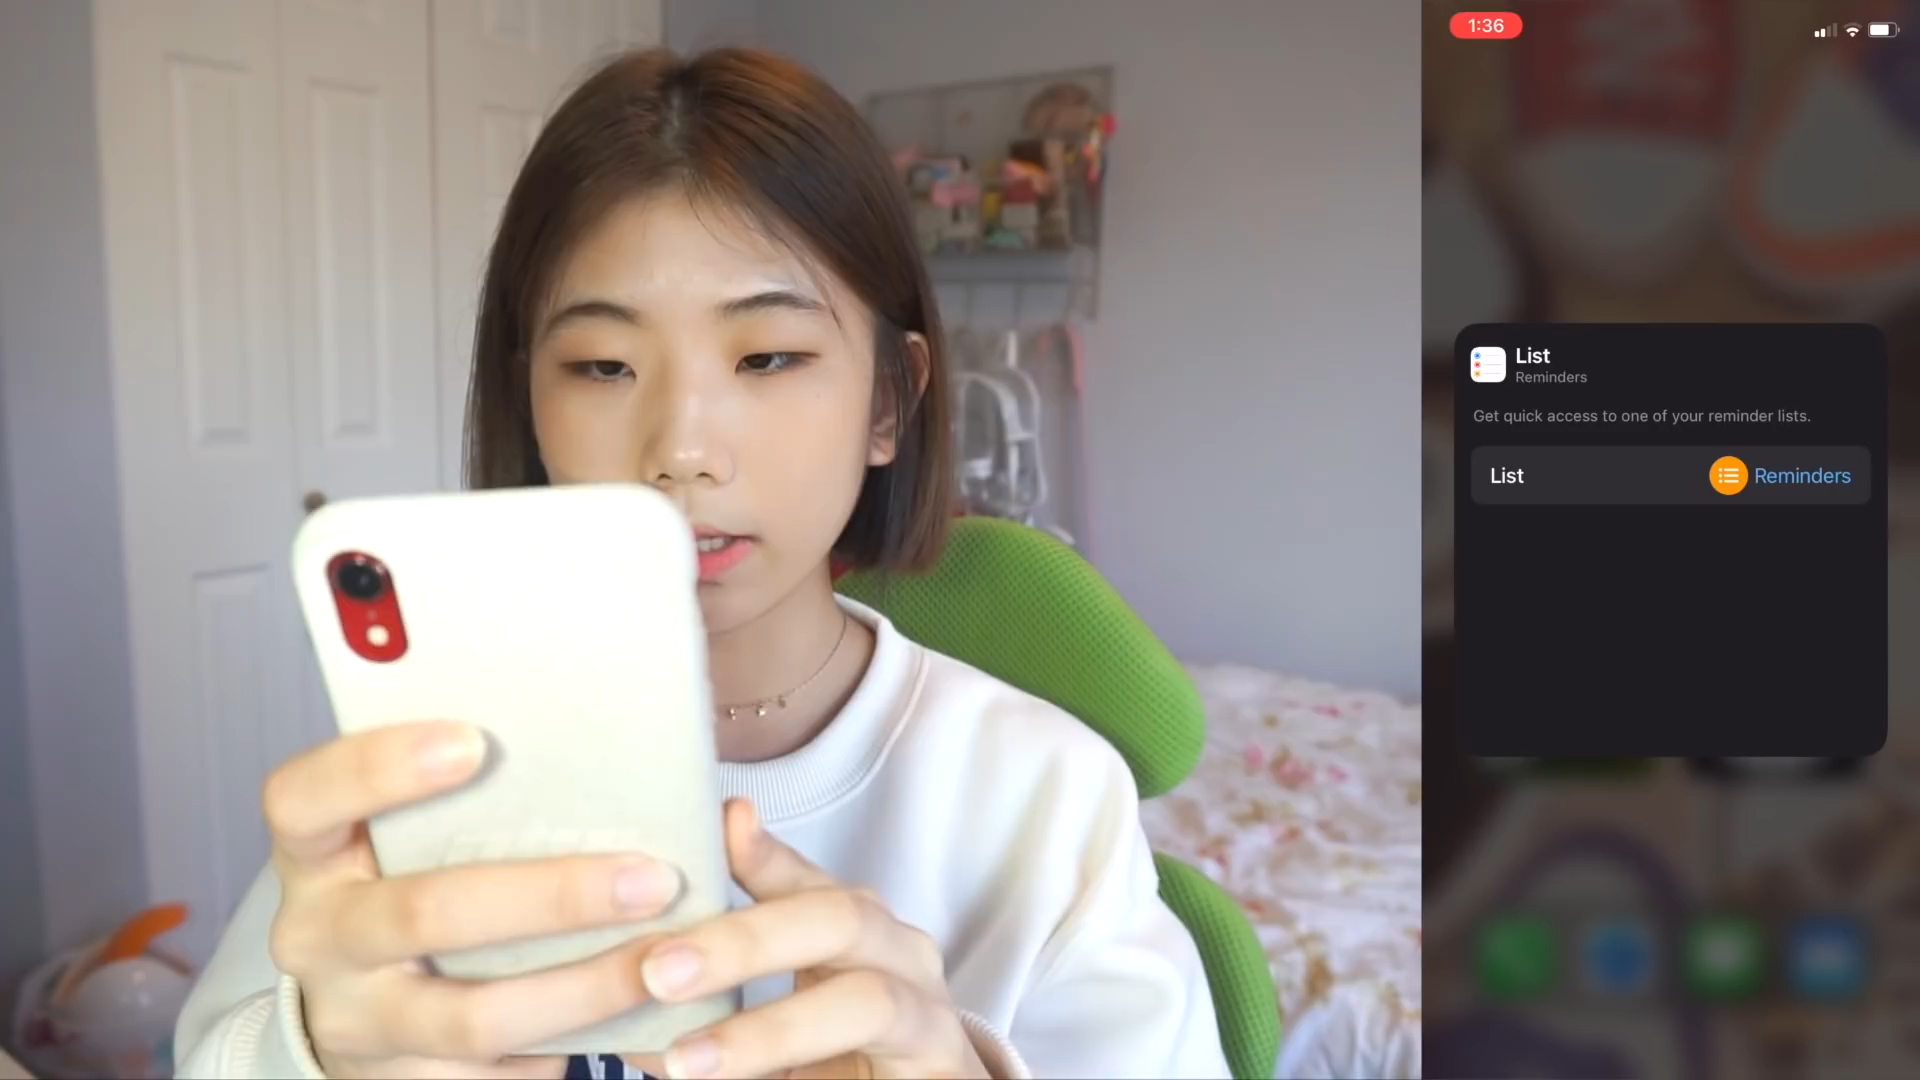 1:36
List
Reminders
Get quick access to one of your reminder lists.
List Reminders